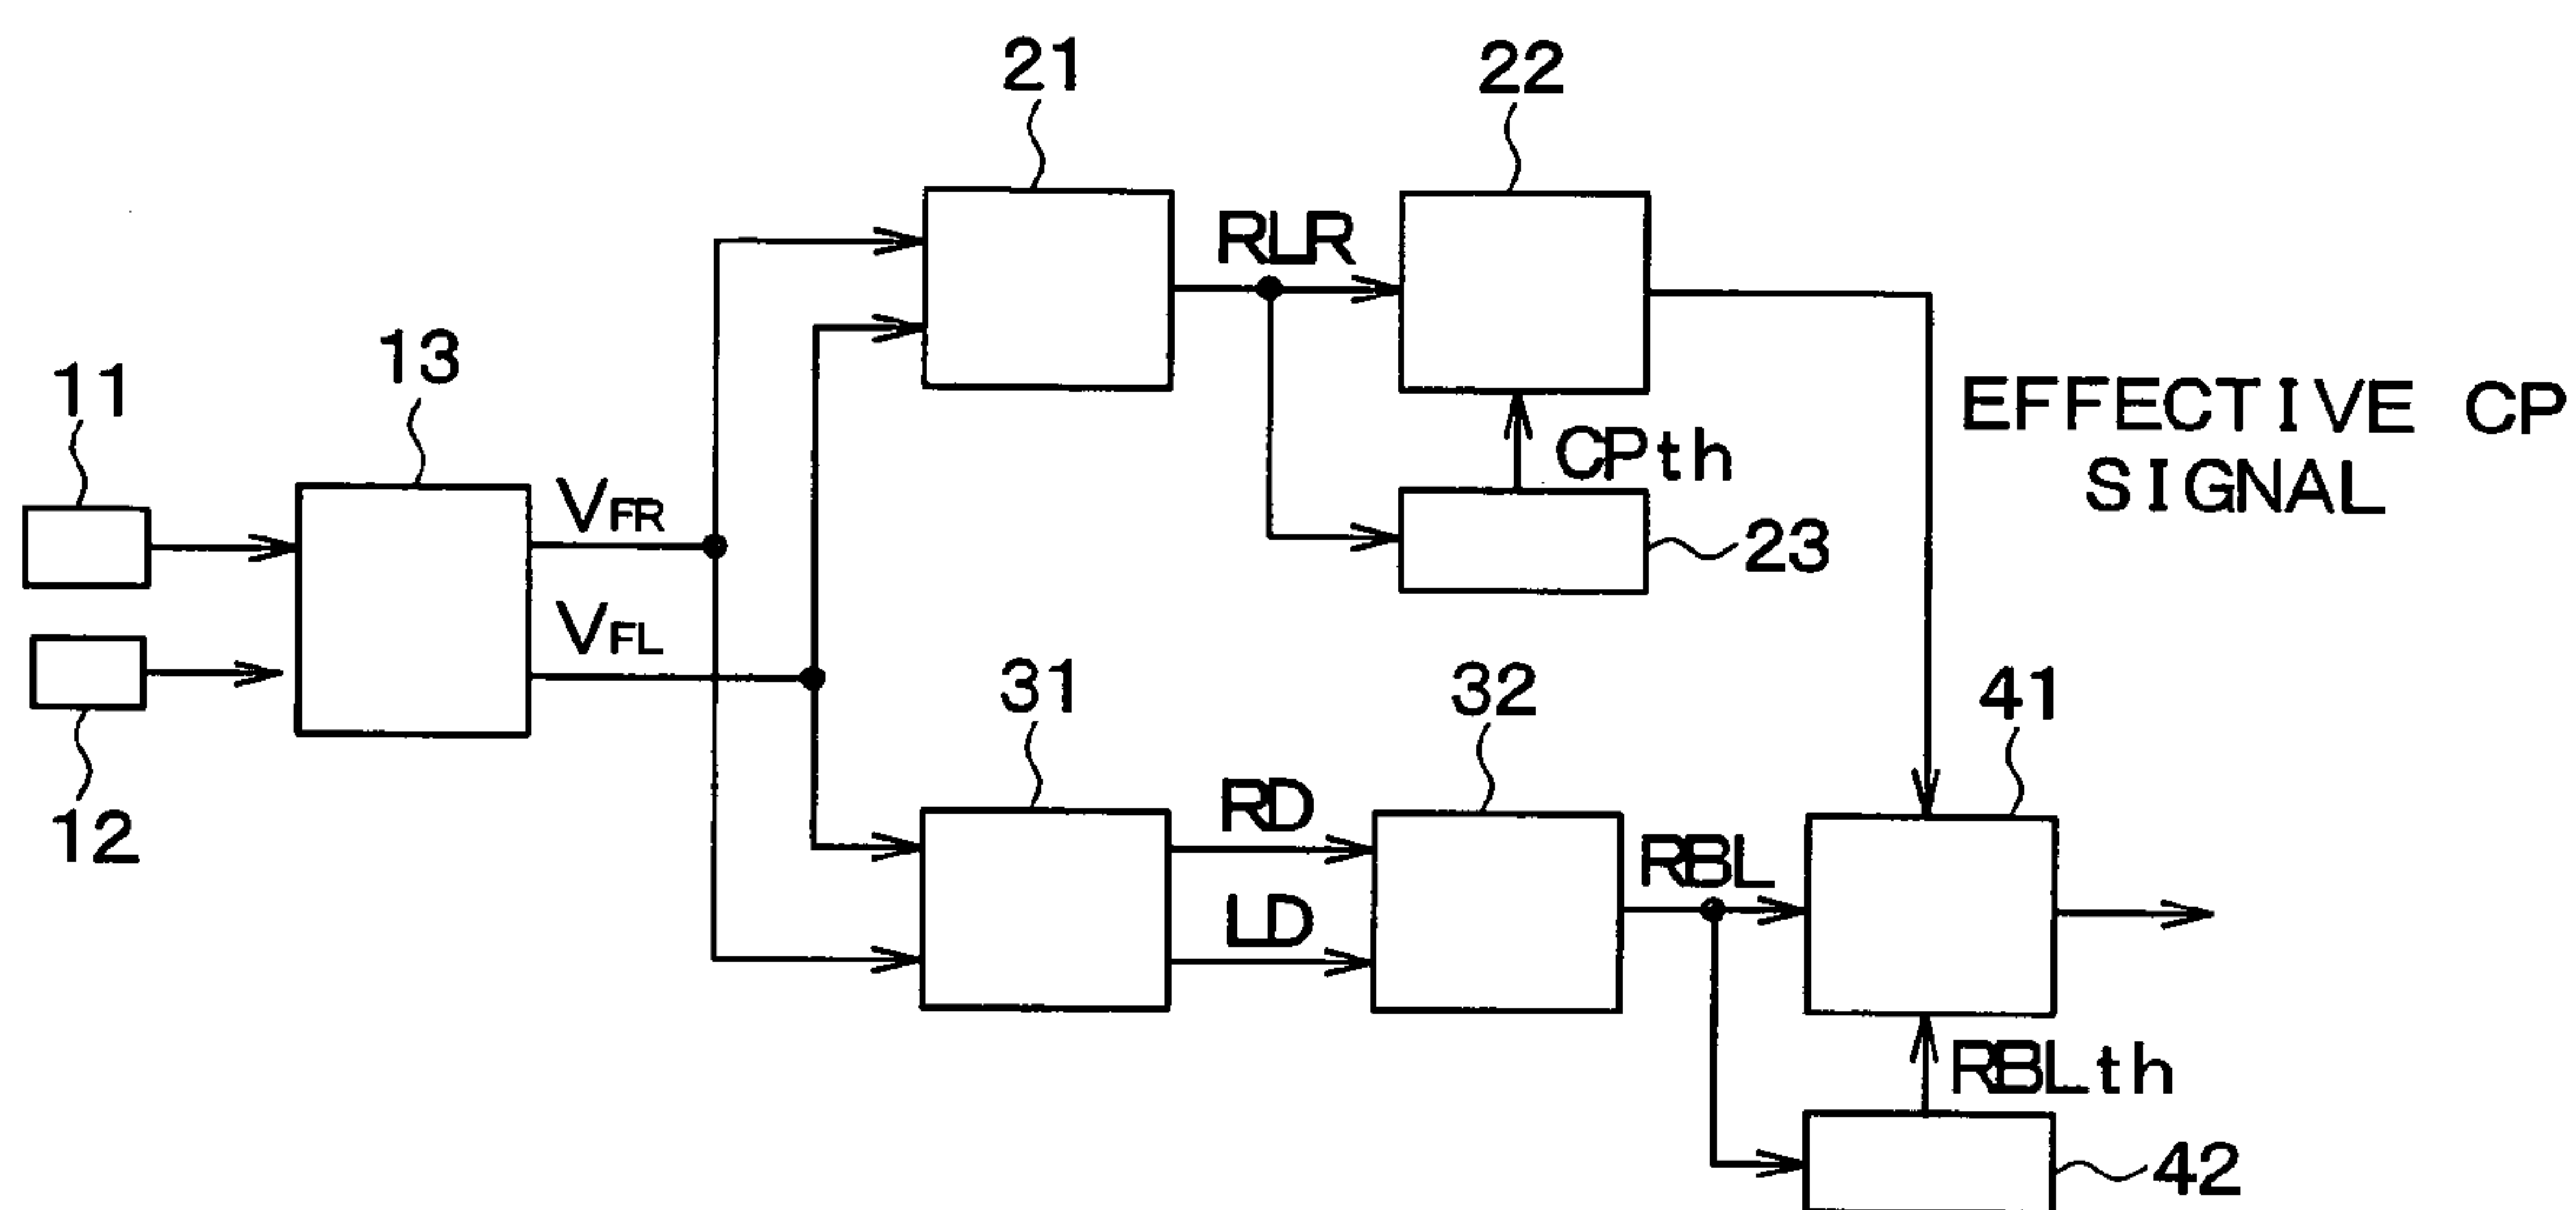 21
22
RLR
13
11
EFFECTIVE CP
SIGNAL
CPth
VFR
23
VFL
31
32
41
RD
12
RBL
LD
RBLth
42